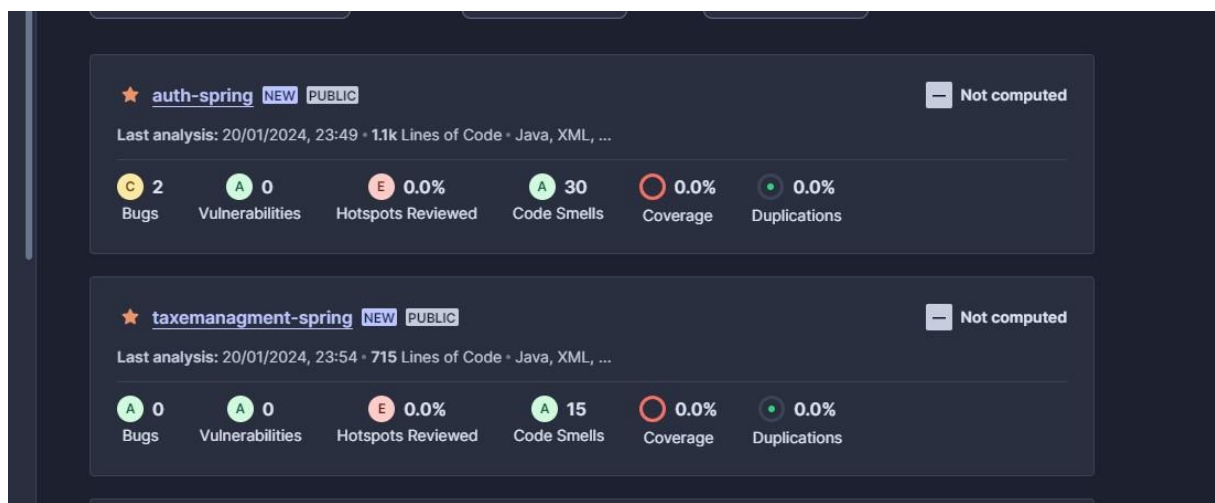 auth-spring NEW PUBLIC Not computed
Last analysis: 20/01/2024, 23:49 • 1.1k Lines of Code • Java, XML, ...
C 2 A 0 E 0.0% A 30 0.0% 0.0%
Bugs Vulnerabilities Hotspots Reviewed Code Smells Coverage Duplications
taxemanagment-spring NEW PUBLIC Not computed
Last analysis: 20/01/2024, 23:54 • 715 Lines of Code • Java, XML, ...
A 0 A 0 E 0.0% A 15 0.0% 0.0%
Bugs Vulnerabilities Hotspots Reviewed Code Smells Coverage Duplications